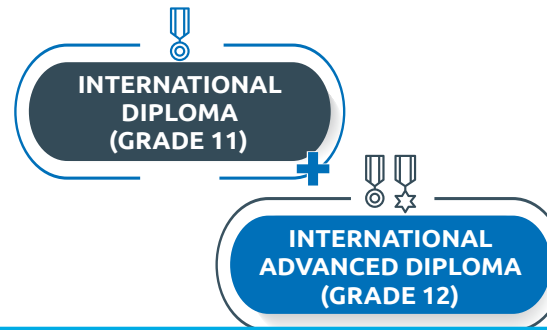 INTERNATIONAL
DIPLOMA
(GRADE 11)
INTERNATIONAL
ADVANCED DIPLOMA
(GRADE 12)